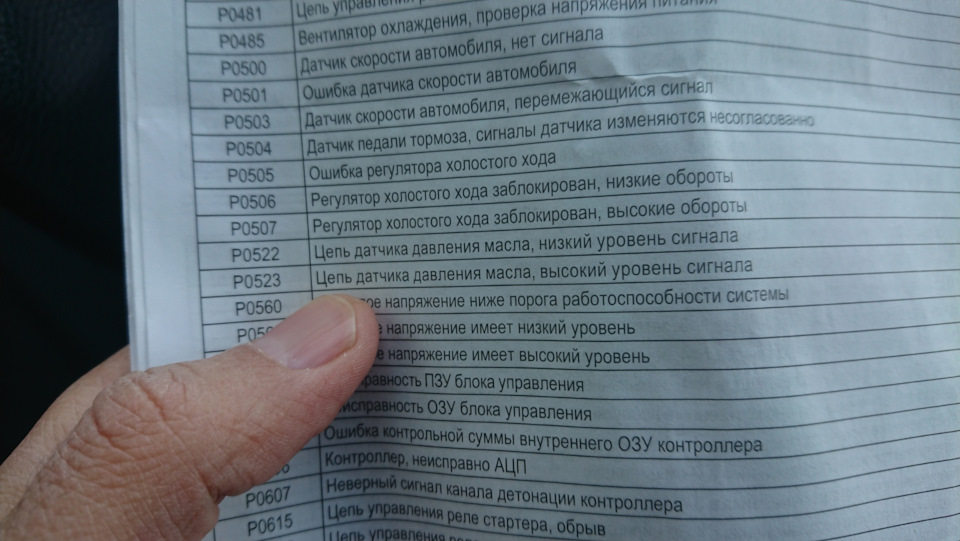 P0481 Цепь управления
P0485 Вентилятор охлаждения, проверка напряжения питания
P0500 Датчик скорости автомобиля, нет сигнала
P0501 Ошибка датчика скорости автомобиля
P0503 Датчик скорости автомобиля, перемежающийся сигнал
P0504 Датчик педали тормоза, сигналы датчика изменяются несогласованно
P0505 Ошибка регулятора холостого хода
P0506 Регулятор холостого хода заблокирован, низкие обороты
P0507 Регулятор холостого хода заблокирован, высокие обороты
P0522 Цепь датчика давления масла, низкий уровень сигнала
P0523 Цепь датчика давления масла, высокий уровень сигнала
P0560 напряжение ниже порога работоспособности системы
напряжение имеет низкий уровень
напряжение имеет высокий уровень
ПЗУ блока управления
ОЗУ блока управления
Ошибка контрольной суммы внутреннего ОЗУ контроллера
Контроллер, неисправно АЦП
P0607 Неверный сигнал канала детонации контроллера
P0615 Цепь управления реле стартера, обрыв
Цепь управления